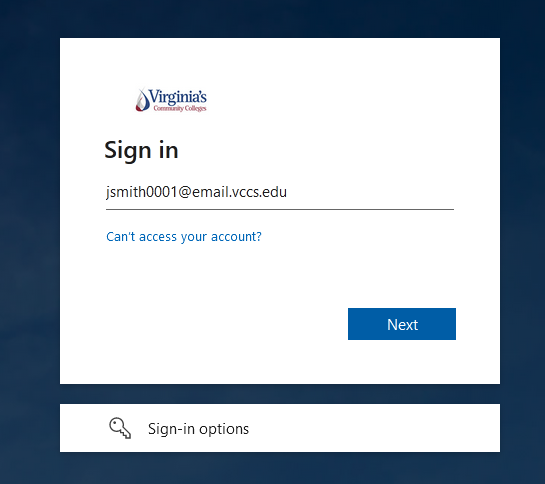 Virginia's
Community Colleges
Sign in
jsmith0001@email.vccs.edu
Can't access your account?
Next
Sign-in options